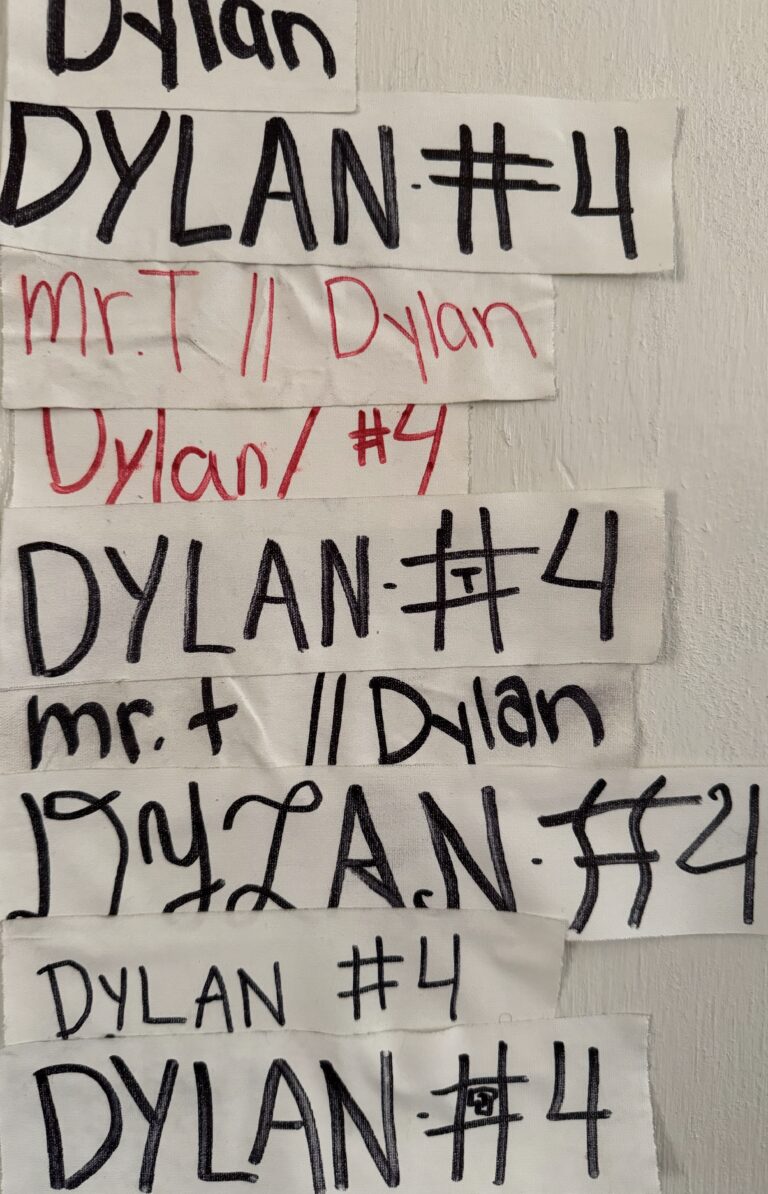 Dylan
DYLAN-#4
mr.T || Dylan
Dylan/ #4
DYLAN-#4
T
mr.t || Dylan
DYLAN-#4
DYLAN #4
DYLAN-#4